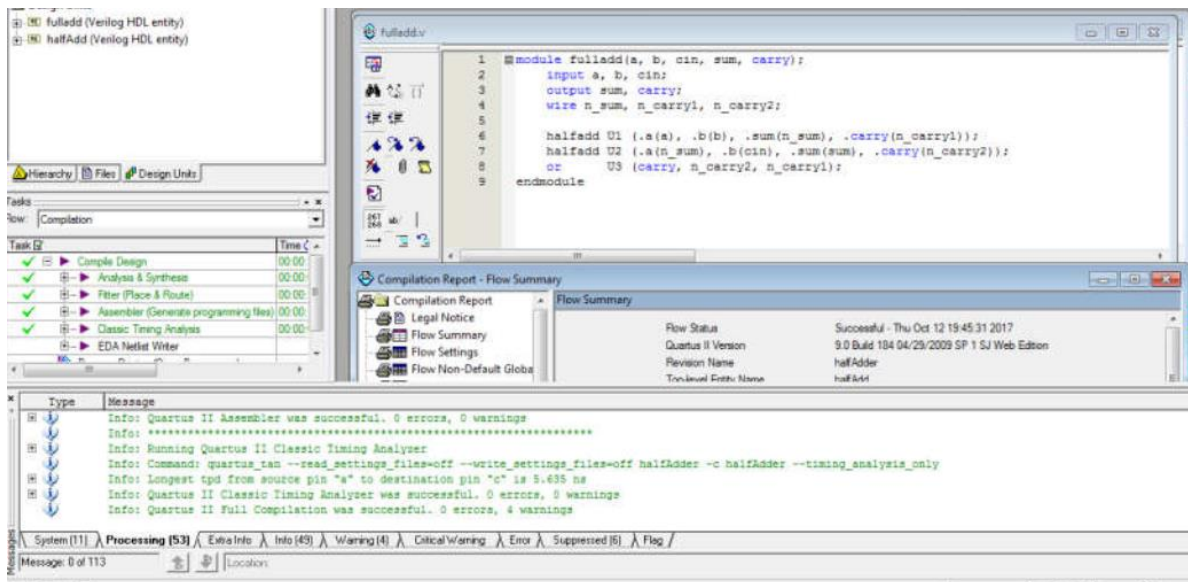 fulladd (Verilog HDL entity)
halfAdd (Verilog HDL entity)
Hierarchy Files Design Units
Tasks
Flow: Compilation
Task Time
Compile Design 00:00:
Analysis & Synthesis 00:00:
Fitter (Place & Route) 00:00:
Assembler (Generate programming files) 00:00:
Classic Timing Analysis 00:00:
EDA Netlist Writer
fulladd.v
1 module fulladd(a, b, cin, sum, carry);
2 input a, b, cin;
3 output sum, carry;
4 wire n_sum, n_carry1, n_carry2;
5
6 halfadd U1 (.a(a), .b(b), .sum(n_sum), .carry(n_carry1));
7 halfadd U2 (.a(n_sum), .b(cin), .sum(sum), .carry(n_carry2));
8 or U3 (carry, n_carry2, n_carry1);
9 endmodule
267
268
ab/
Compilation Report - Flow Summary
Compilation Report
Legal Notice
Flow Summary
Flow Settings
Flow Non-Default Globa
Flow Summary
Flow Status Successful - Thu Oct 12 19:45:31 2017
Quartus II Version 9.0 Build 184 04/29/2009 SP 1 SJ Web Edition
Revision Name halfAdder
Top-level Entity Name halfAdd
Type Message
Info: Quartus II Assembler was successful. 0 errors, 0 warnings
Info: *******************************************************************
Info: Running Quartus II Classic Timing Analyzer
Info: Command: quartus_tan --read_settings_files=off --write_settings_files=off halfAdder -c halfAdder --timing_analysis_only
Info: Longest tpd from source pin "a" to destination pin "c" is 5.635 ns
Info: Quartus II Classic Timing Analyzer was successful. 0 errors, 0 warnings
Info: Quartus II Full Compilation was successful. 0 errors, 4 warnings
System (11) Processing (53) Extra Info Info (49) Warning (4) Critical Warning Error Suppressed (6) Flag
Messages
Message: 0 of 113 Location: